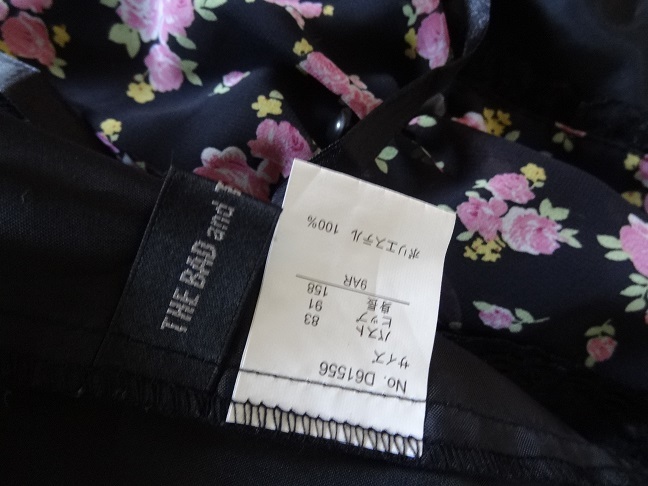 THE BAD and T
No. D61556
サイズ
バスト 83
ヒップ 91
身長 158
9AR
ポリエステル 100%